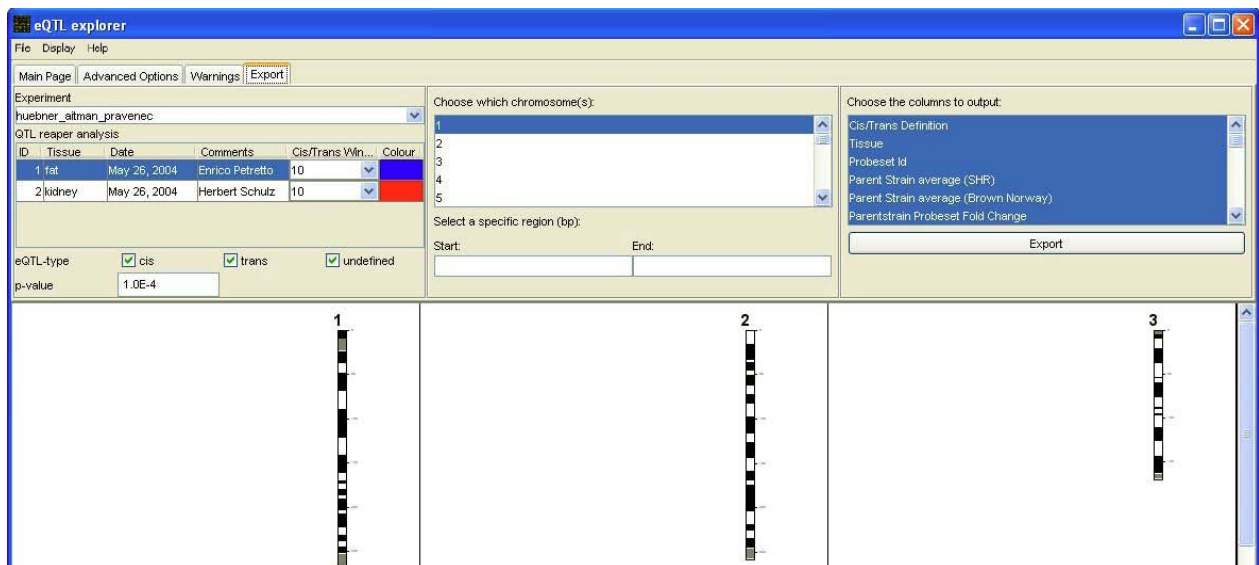 eQTL explorer
File Display Help
Main Page Advanced Options Warnings Export
Experiment
huebner_aitman_pravenec
QTL reaper analysis
ID Tissue Date Comments Cis/Trans Win... Colour
1 fat May 26, 2004 Enrico Petretto 10
2 kidney May 26, 2004 Herbert Schulz 10
eQTL-type cis trans undefined
p-value 1.0E-4
Choose which chromosome(s):
1
2
3
4
5
Select a specific region (bp):
Start: End:
Choose the columns to output:
Cis/Trans Definition
Tissue
Probeset Id
Parent Strain average (SHR)
Parent Strain average (Brown Norway)
Parentstrain Probeset Fold Change
Export
1 2 3